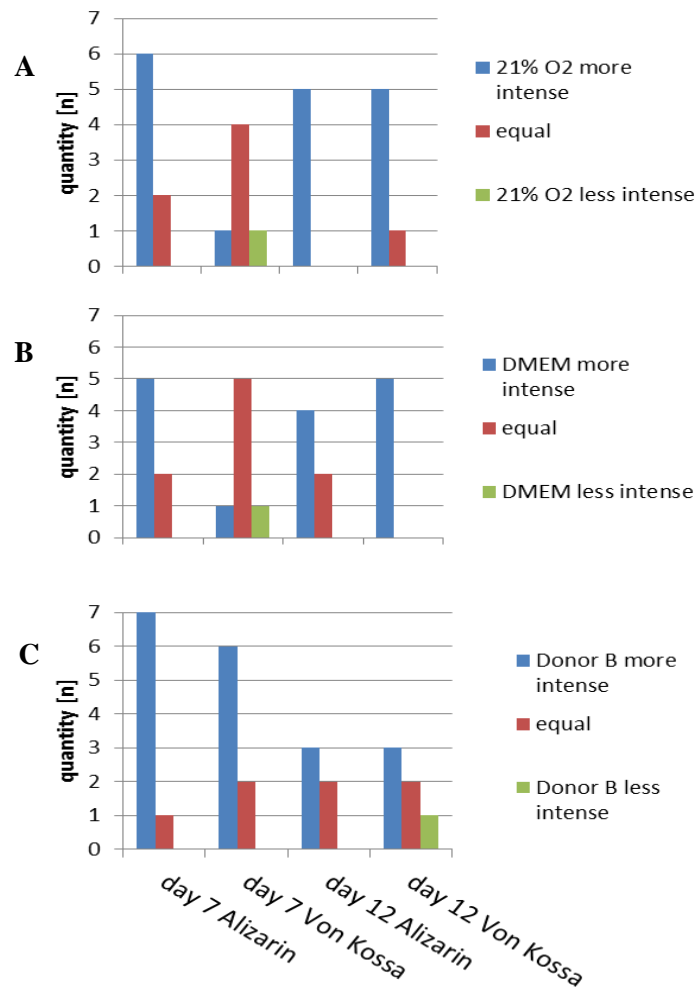 A
quantity [n]
7
6
5
4
3
2
1
0
21% O2 more
intense
equal
21% O2 less intense
B
quantity [n]
7
6
5
4
3
2
1
0
DMEM more
intense
equal
DMEM less intense
C
quantity [n]
7
6
5
4
3
2
1
0
Donor B more
intense
equal
Donor B less
intense
day 7 Alizarin
day 7 Von Kossa
day 12 Alizarin
day 12 Von Kossa